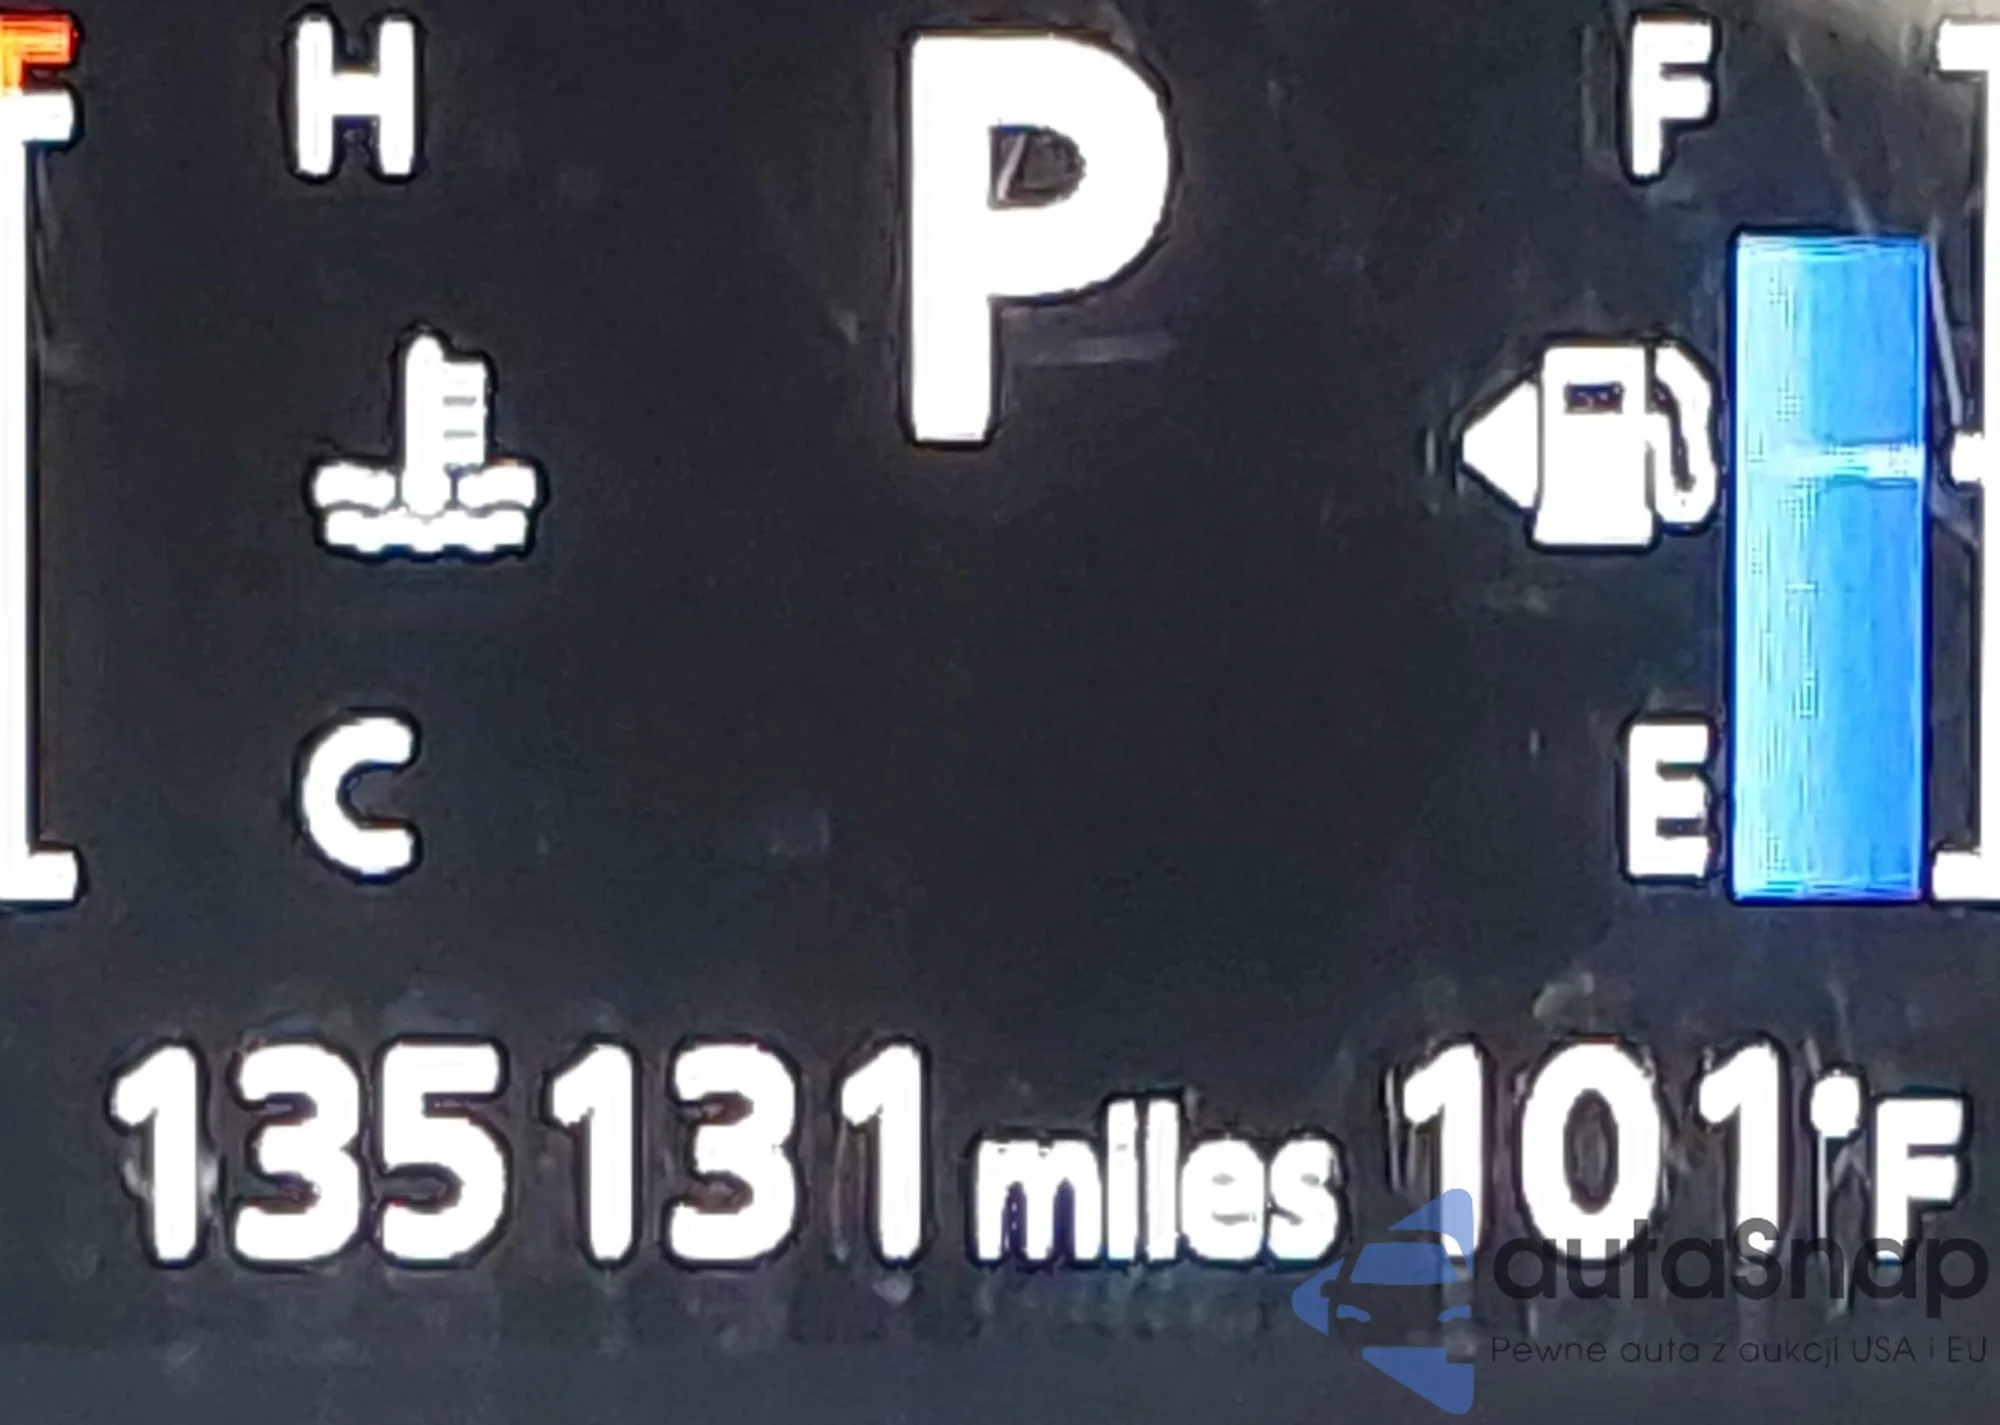 H P F
C E
135131 miles 101°F
autaSnap
Pewne auta z aukcji USA i EU